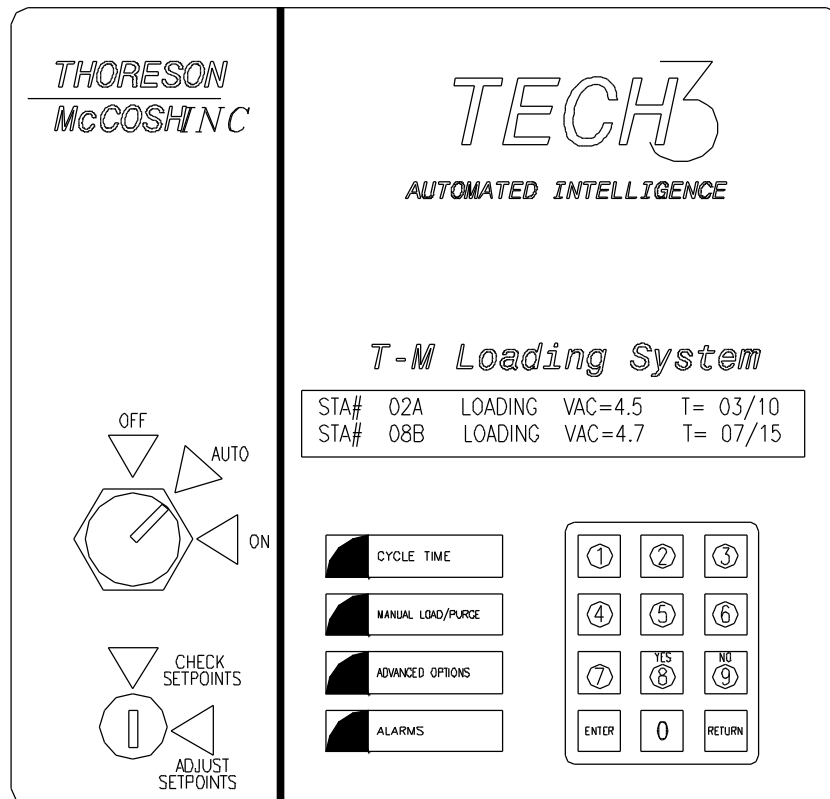 THORESON
McCOSH INC
TECH3
AUTOMATED INTELLIGENCE
T-M Loading System
STA# 02A LOADING VAC=4.5 T= 03/10
STA# 08B LOADING VAC=4.7 T= 07/15
OFF
AUTO
ON
CHECK
SETPOINTS
ADJUST
SETPOINTS
CYCLE TIME
MANUAL LOAD/PURGE
ADVANCED OPTIONS
ALARMS
1 2 3
4 5 6
YES NO
7 8 9
ENTER 0 RETURN